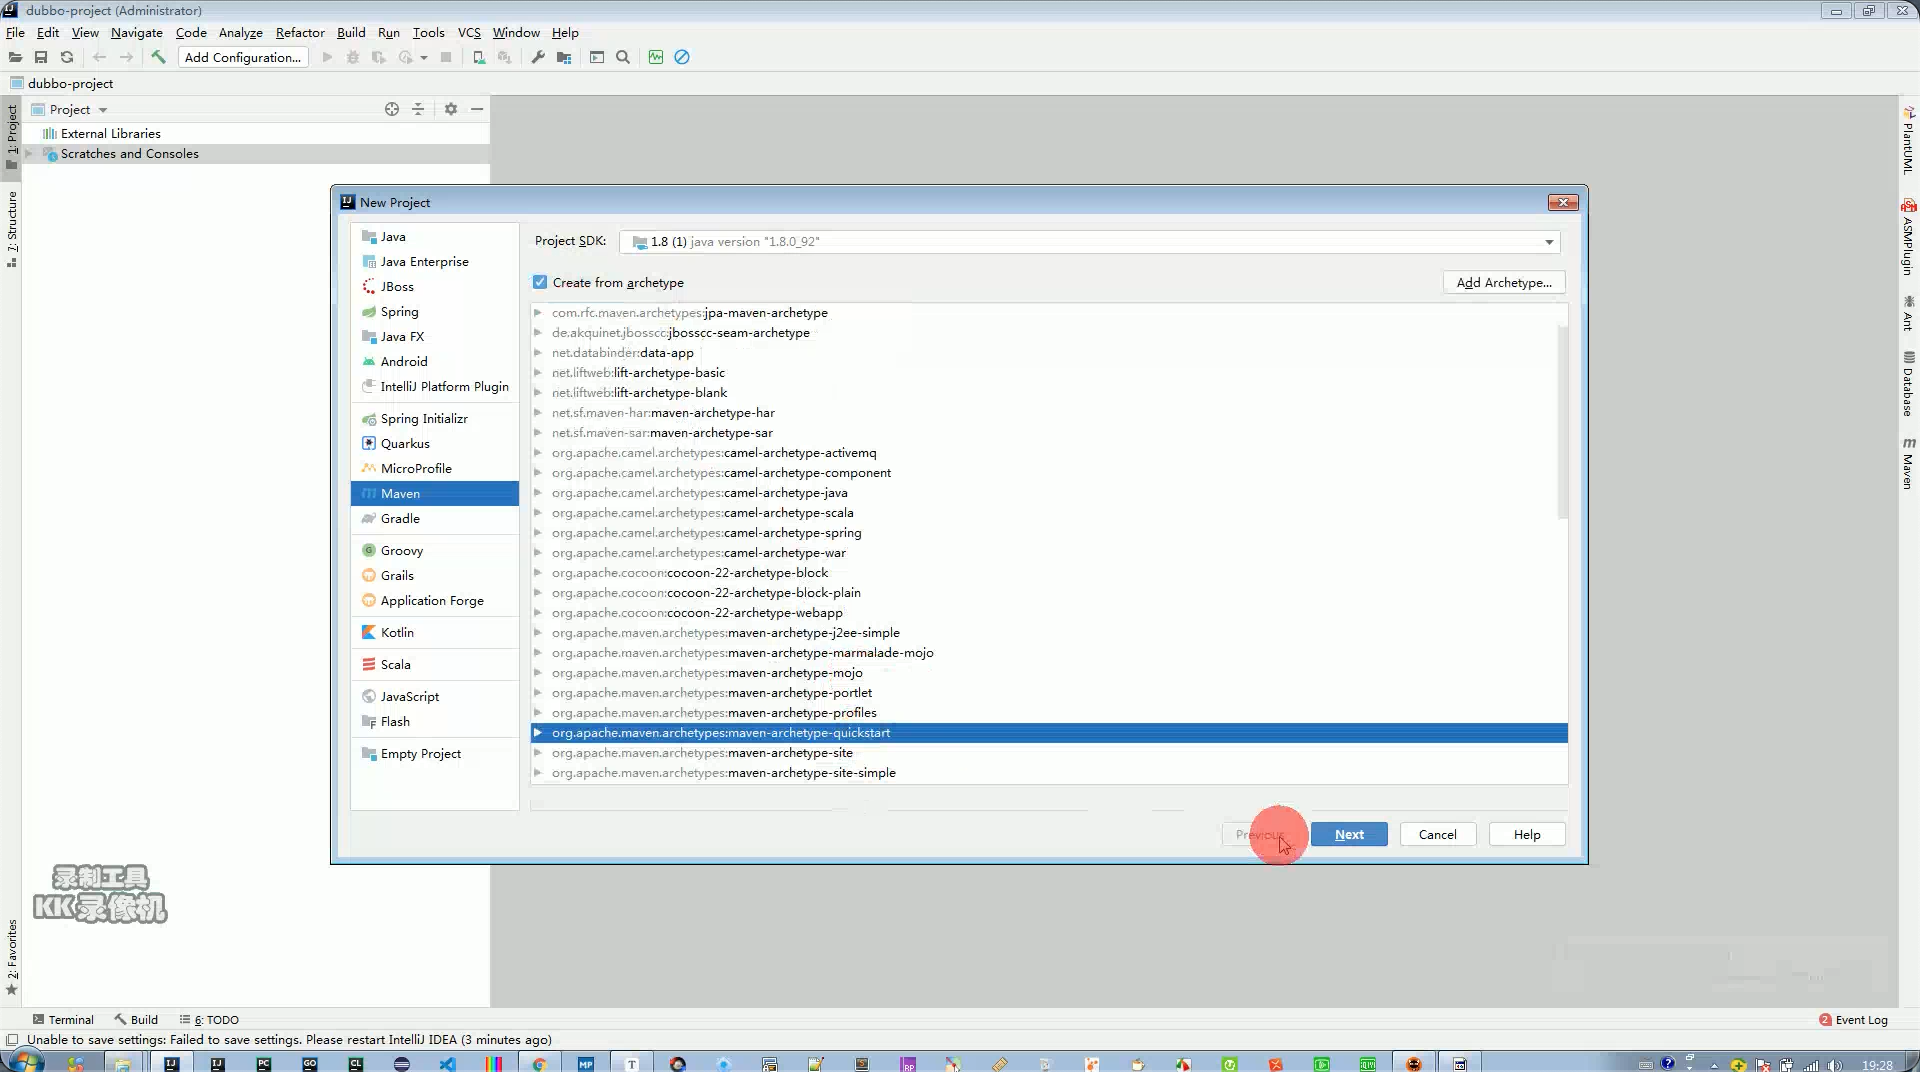 dubbo-project (Administrator)
File Edit View Navigate Code Analyze Refactor Build Run Tools VCS Window Help
Add Configuration...
dubbo-project
Project
External Libraries
Scratches and Consoles
1: Project
7: Structure
2: Favorites
PlantUML
ASMPlugin
Ant
Database
Maven
New Project
Java
Java Enterprise
JBoss
Spring
Java FX
Android
IntelliJ Platform Plugin
Spring Initializr
Quarkus
MicroProfile
Maven
Gradle
Groovy
Grails
Application Forge
Kotlin
Scala
JavaScript
Flash
Empty Project
Project SDK: 1.8 (1) java version "1.8.0_92"
Create from archetype
Add Archetype...
com.rfc.maven.archetypes:jpa-maven-archetype
de.akquinet.jbosscc:jbosscc-seam-archetype
net.databinder:data-app
net.liftweb:lift-archetype-basic
net.liftweb:lift-archetype-blank
net.sf.maven-har:maven-archetype-har
net.sf.maven-sar:maven-archetype-sar
org.apache.camel.archetypes:camel-archetype-activemq
org.apache.camel.archetypes:camel-archetype-component
org.apache.camel.archetypes:camel-archetype-java
org.apache.camel.archetypes:camel-archetype-scala
org.apache.camel.archetypes:camel-archetype-spring
org.apache.camel.archetypes:camel-archetype-war
org.apache.cocoon:cocoon-22-archetype-block
org.apache.cocoon:cocoon-22-archetype-block-plain
org.apache.cocoon:cocoon-22-archetype-webapp
org.apache.maven.archetypes:maven-archetype-j2ee-simple
org.apache.maven.archetypes:maven-archetype-marmalade-mojo
org.apache.maven.archetypes:maven-archetype-mojo
org.apache.maven.archetypes:maven-archetype-portlet
org.apache.maven.archetypes:maven-archetype-profiles
org.apache.maven.archetypes:maven-archetype-quickstart
org.apache.maven.archetypes:maven-archetype-site
org.apache.maven.archetypes:maven-archetype-site-simple
Previous Next Cancel Help
录制工具
KK录像机
Terminal Build 6: TODO
2 Event Log
Unable to save settings: Failed to save settings. Please restart IntelliJ IDEA (3 minutes ago)
19:28